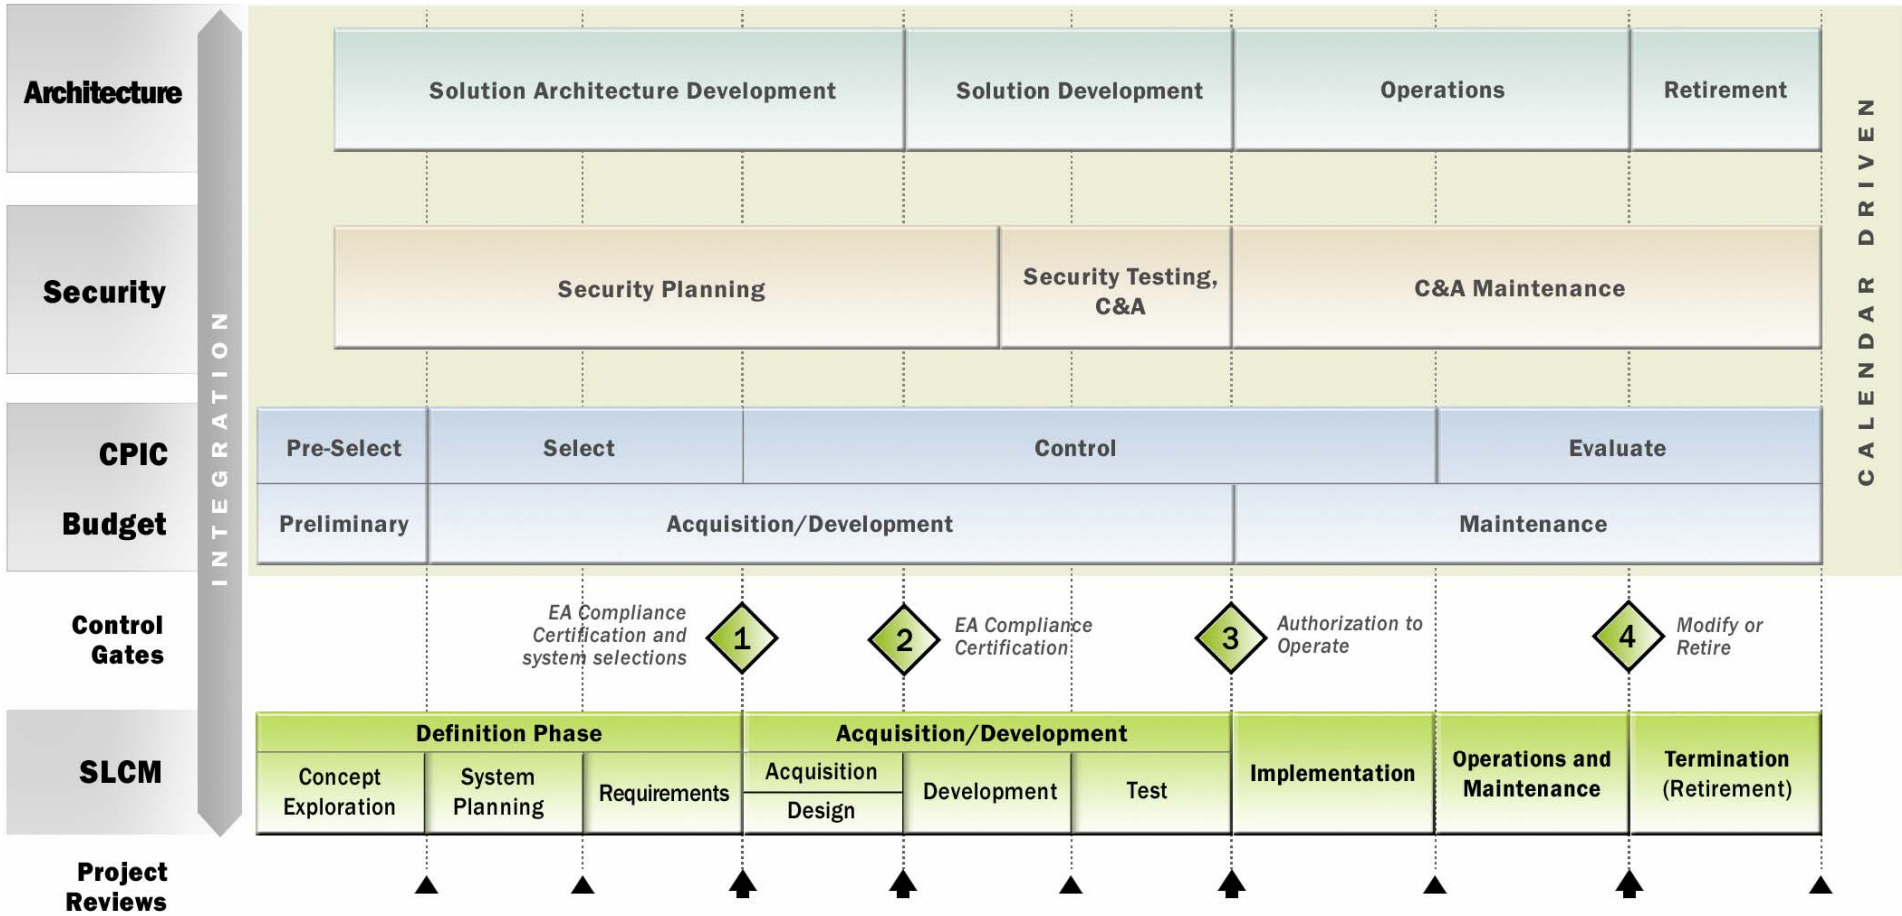 Architecture
Solution Architecture Development
Solution Development
Operations
Retirement
Security
Security Planning
Security Testing,
C&A
C&A Maintenance
INTEGRATION
CALENDAR DRIVEN
CPIC
Pre-Select
Select
Control
Evaluate
Budget
Preliminary
Acquisition/Development
Maintenance
Control
Gates
EA Compliance
Certification and
system selections
1
2
EA Compliance
Certification
3
Authorization to
Operate
4
Modify or
Retire
SLCM
Definition Phase
Concept
Exploration
System
Planning
Requirements
Acquisition/Development
Acquisition
Design
Development
Test
Implementation
Operations and
Maintenance
Termination
(Retirement)
Project
Reviews